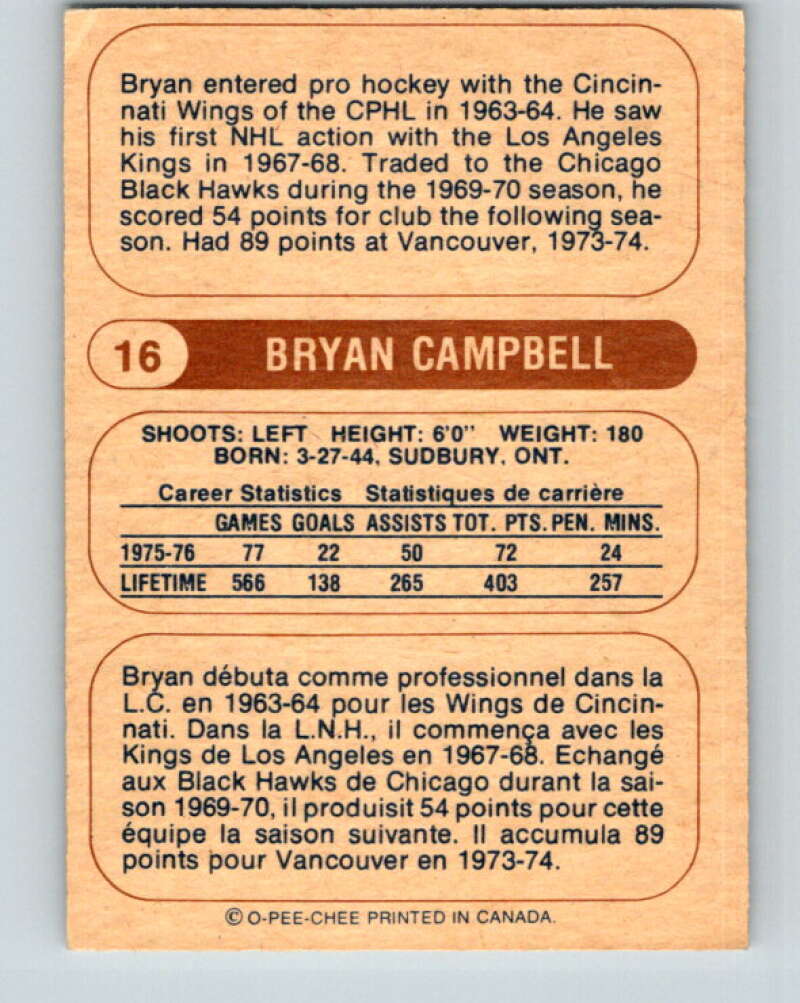 Bryan entered pro hockey with the Cincin-
nati Wings of the CPHL in 1963-64. He saw
his first NHL action with the Los Angeles
Kings in 1967-68. Traded to the Chicago
Black Hawks during the 1969-70 season, he
scored 54 points for club the following sea-
son. Had 89 points at Vancouver, 1973-74.
16 BRYAN CAMPBELL
SHOOTS: LEFT HEIGHT: 6'0" WEIGHT: 180
BORN: 3-27-44, SUDBURY, ONT.
Career Statistics Statistiques de carrière
GAMES GOALS ASSISTS TOT. PTS. PEN. MINS.
1975-76 77 22 50 72 24
LIFETIME 566 138 265 403 257
Bryan débuta comme professionnel dans la
L.C. en 1963-64 pour les Wings de Cincin-
nati. Dans la L.N.H., il commença avec les
Kings de Los Angeles en 1967-68. Echangé
aux Black Hawks de Chicago durant la sai-
son 1969-70, il produisit 54 points pour cette
équipe la saison suivante. Il accumula 89
points pour Vancouver en 1973-74.
© O-PEE-CHEE PRINTED IN CANADA.